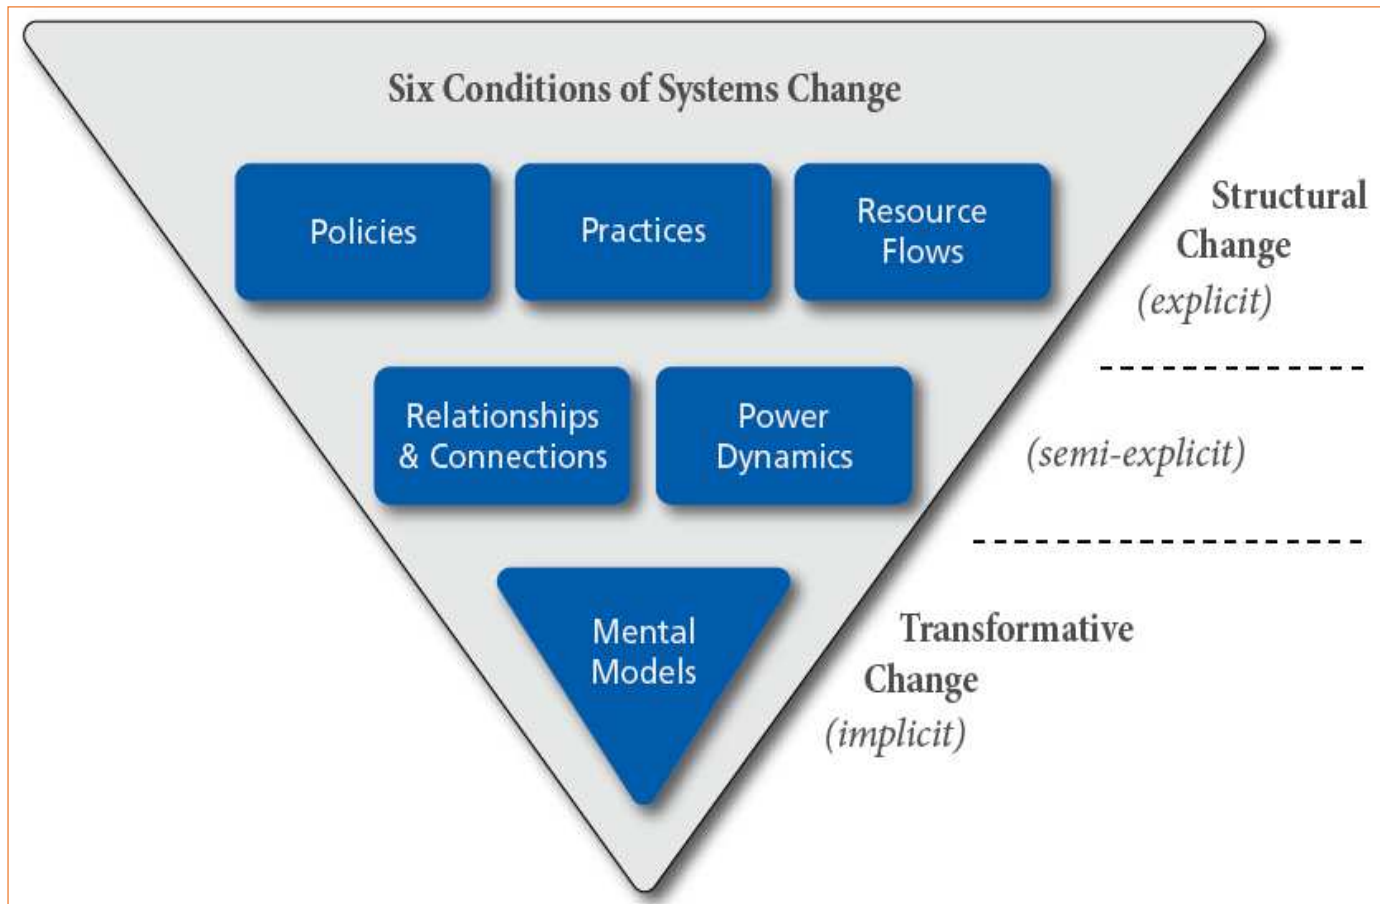 Six Conditions of Systems Change
Policies
Practices
Resource
Flows
Structural
Change
(explicit)
Relationships
& Connections
Power
Dynamics
(semi-explicit)
Mental
Models
Transformative
Change
(implicit)